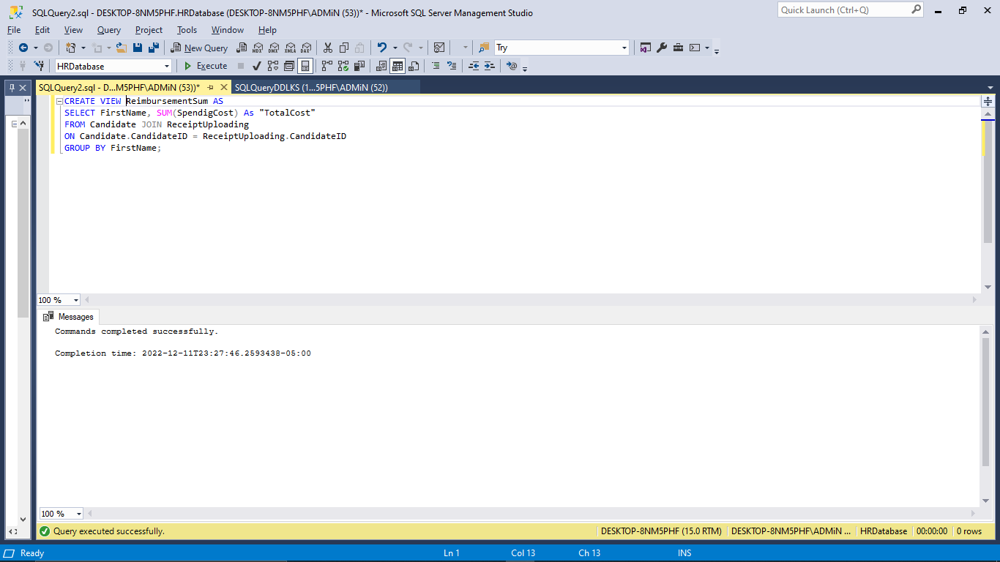 SQLQuery2.sql - DESKTOP-8NM5PHF.HRDatabase (DESKTOP-8NM5PHF\ADMiN (53))* - Microsoft SQL Server Management Studio
Quick Launch (Ctrl+Q)
File Edit View Query Project Tools Window Help
New Query MDX DMX XMLA DAX Try
HRDatabase Execute
SQLQuery2.sql - D...M5PHF\ADMiN (53))* SQLQueryDDLKS (1...5PHF\ADMiN (52))
CREATE VIEW ReimbursementSum AS
SELECT FirstName, SUM(SpendigCost) As "TotalCost"
FROM Candidate JOIN ReceiptUploading
ON Candidate.CandidateID = ReceiptUploading.CandidateID
GROUP BY FirstName;
100 %
Messages
Commands completed successfully.
Completion time: 2022-12-11T23:27:46.2593438-05:00
100 %
Query executed successfully. DESKTOP-8NM5PHF (15.0 RTM) DESKTOP-8NM5PHF\ADMiN ... HRDatabase 00:00:00 0 rows
Ready Ln 1 Col 13 Ch 13 INS